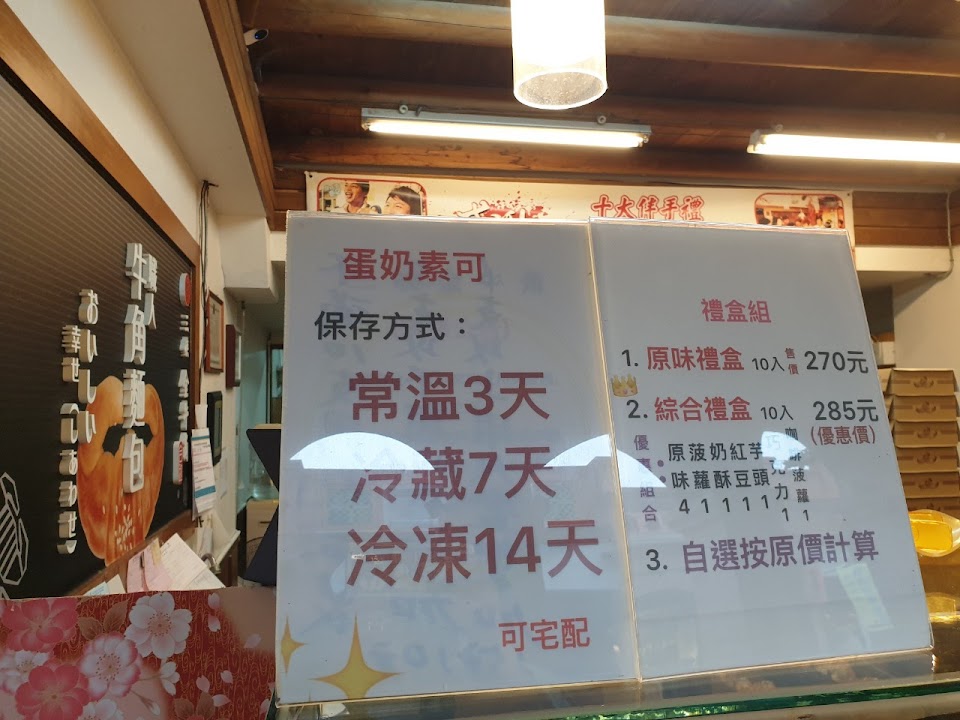 十大伴手禮
蛋奶素可
保存方式：
常溫3天
冷藏7天
冷凍14天
可宅配
禮盒組
1. 原味禮盒 10入 售價 270元
2. 綜合禮盒 10入 285元
(優惠價)
優惠組合：
原味4
菠蘿1
奶酥1
紅豆1
芋頭1
巧克力1
咖啡菠蘿1
3. 自選按原價計算
牛角麵包
おいしい
幸せ